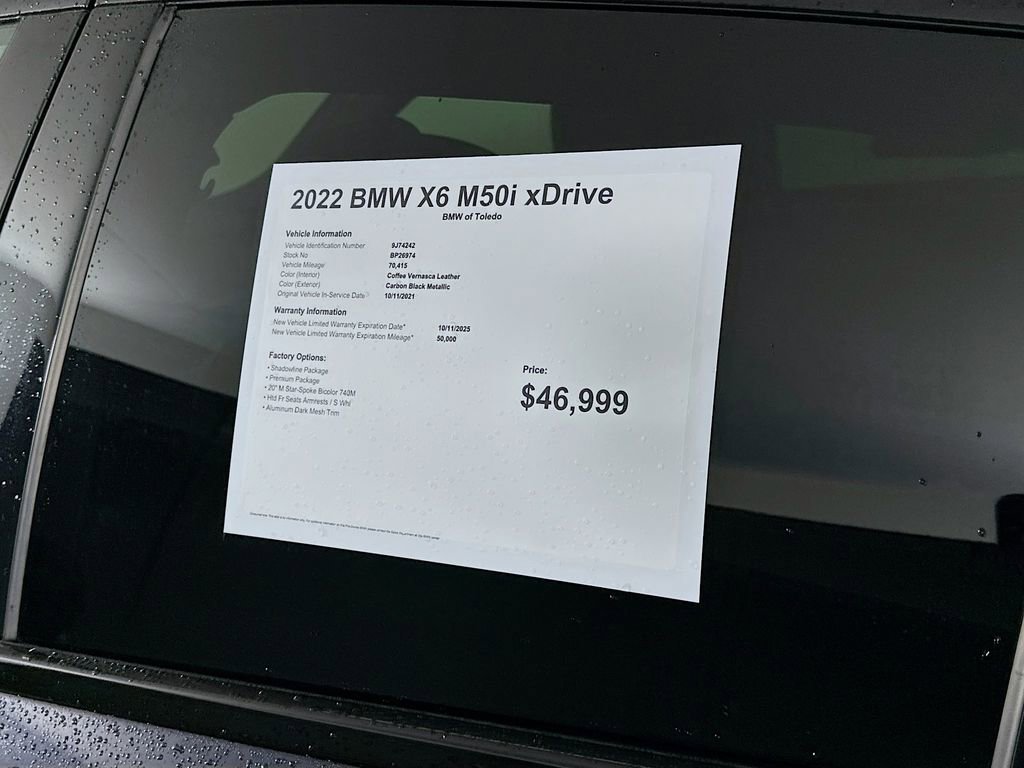 2022 BMW X6 M50i xDrive
BMW of Toledo
Vehicle Information
Vehicle Identification Number 9J74242
Stock No BP26974
Vehicle Mileage 70,415
Color (Interior) Coffee Vernasca Leather
Color (Exterior) Carbon Black Metallic
Original Vehicle In-Service Date 10/11/2021
Warranty Information
New Vehicle Limited Warranty Expiration Date* 10/11/2025
New Vehicle Limited Warranty Expiration Mileage* 50,000
Factory Options:
• Shadowline Package
• Premium Package
• 20" M Star-Spoke Bicolor 740M
• Htd Fr Seats Armrests / S Whl
• Aluminum Dark Mesh Trim
Price:
$46,999